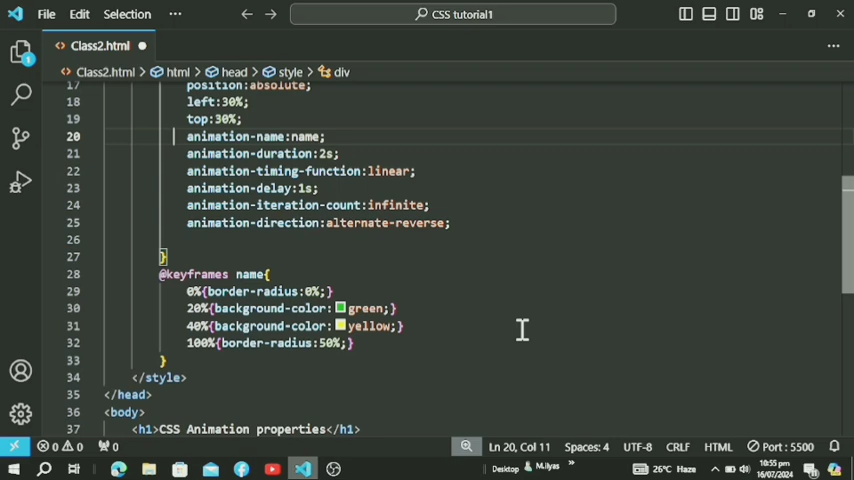 File Edit Selection ··· CSS tutorial1
Class2.html
Class2.html > html > head > style > div
17 position:absolute;
18 left:30%;
19 top:30%;
20 animation-name:name;
21 animation-duration:2s;
22 animation-timing-function:linear;
23 animation-delay:1s;
24 animation-iteration-count:infinite;
25 animation-direction:alternate-reverse;
26
27 }
28 @keyframes name{
29 0%{border-radius:0%;}
30 20%{background-color:green;}
31 40%{background-color:yellow;}
32 100%{border-radius:50%;}
33 }
34 </style>
35 </head>
36 <body>
37 <h1>CSS Animation properties</h1>
0 0 0 Ln 20, Col 11 Spaces: 4 UTF-8 CRLF HTML Port : 5500
Desktop M.ilyas » 26°C Haze 10:55 pm
16/07/2024